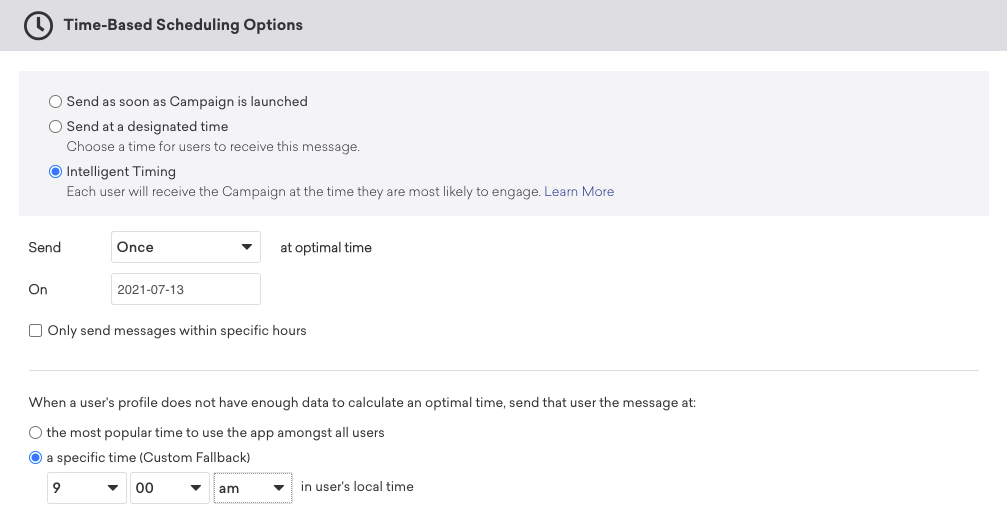 Time-Based Scheduling Options
Send as soon as Campaign is launched
Send at a designated time
Choose a time for users to receive this message.
Intelligent Timing
Each user will receive the Campaign at the time they are most likely to engage. Learn More
Send Once at optimal time
On 2021-07-13
Only send messages within specific hours
When a user's profile does not have enough data to calculate an optimal time, send that user the message at:
the most popular time to use the app amongst all users
a specific time (Custom Fallback)
9 00 am in user's local time